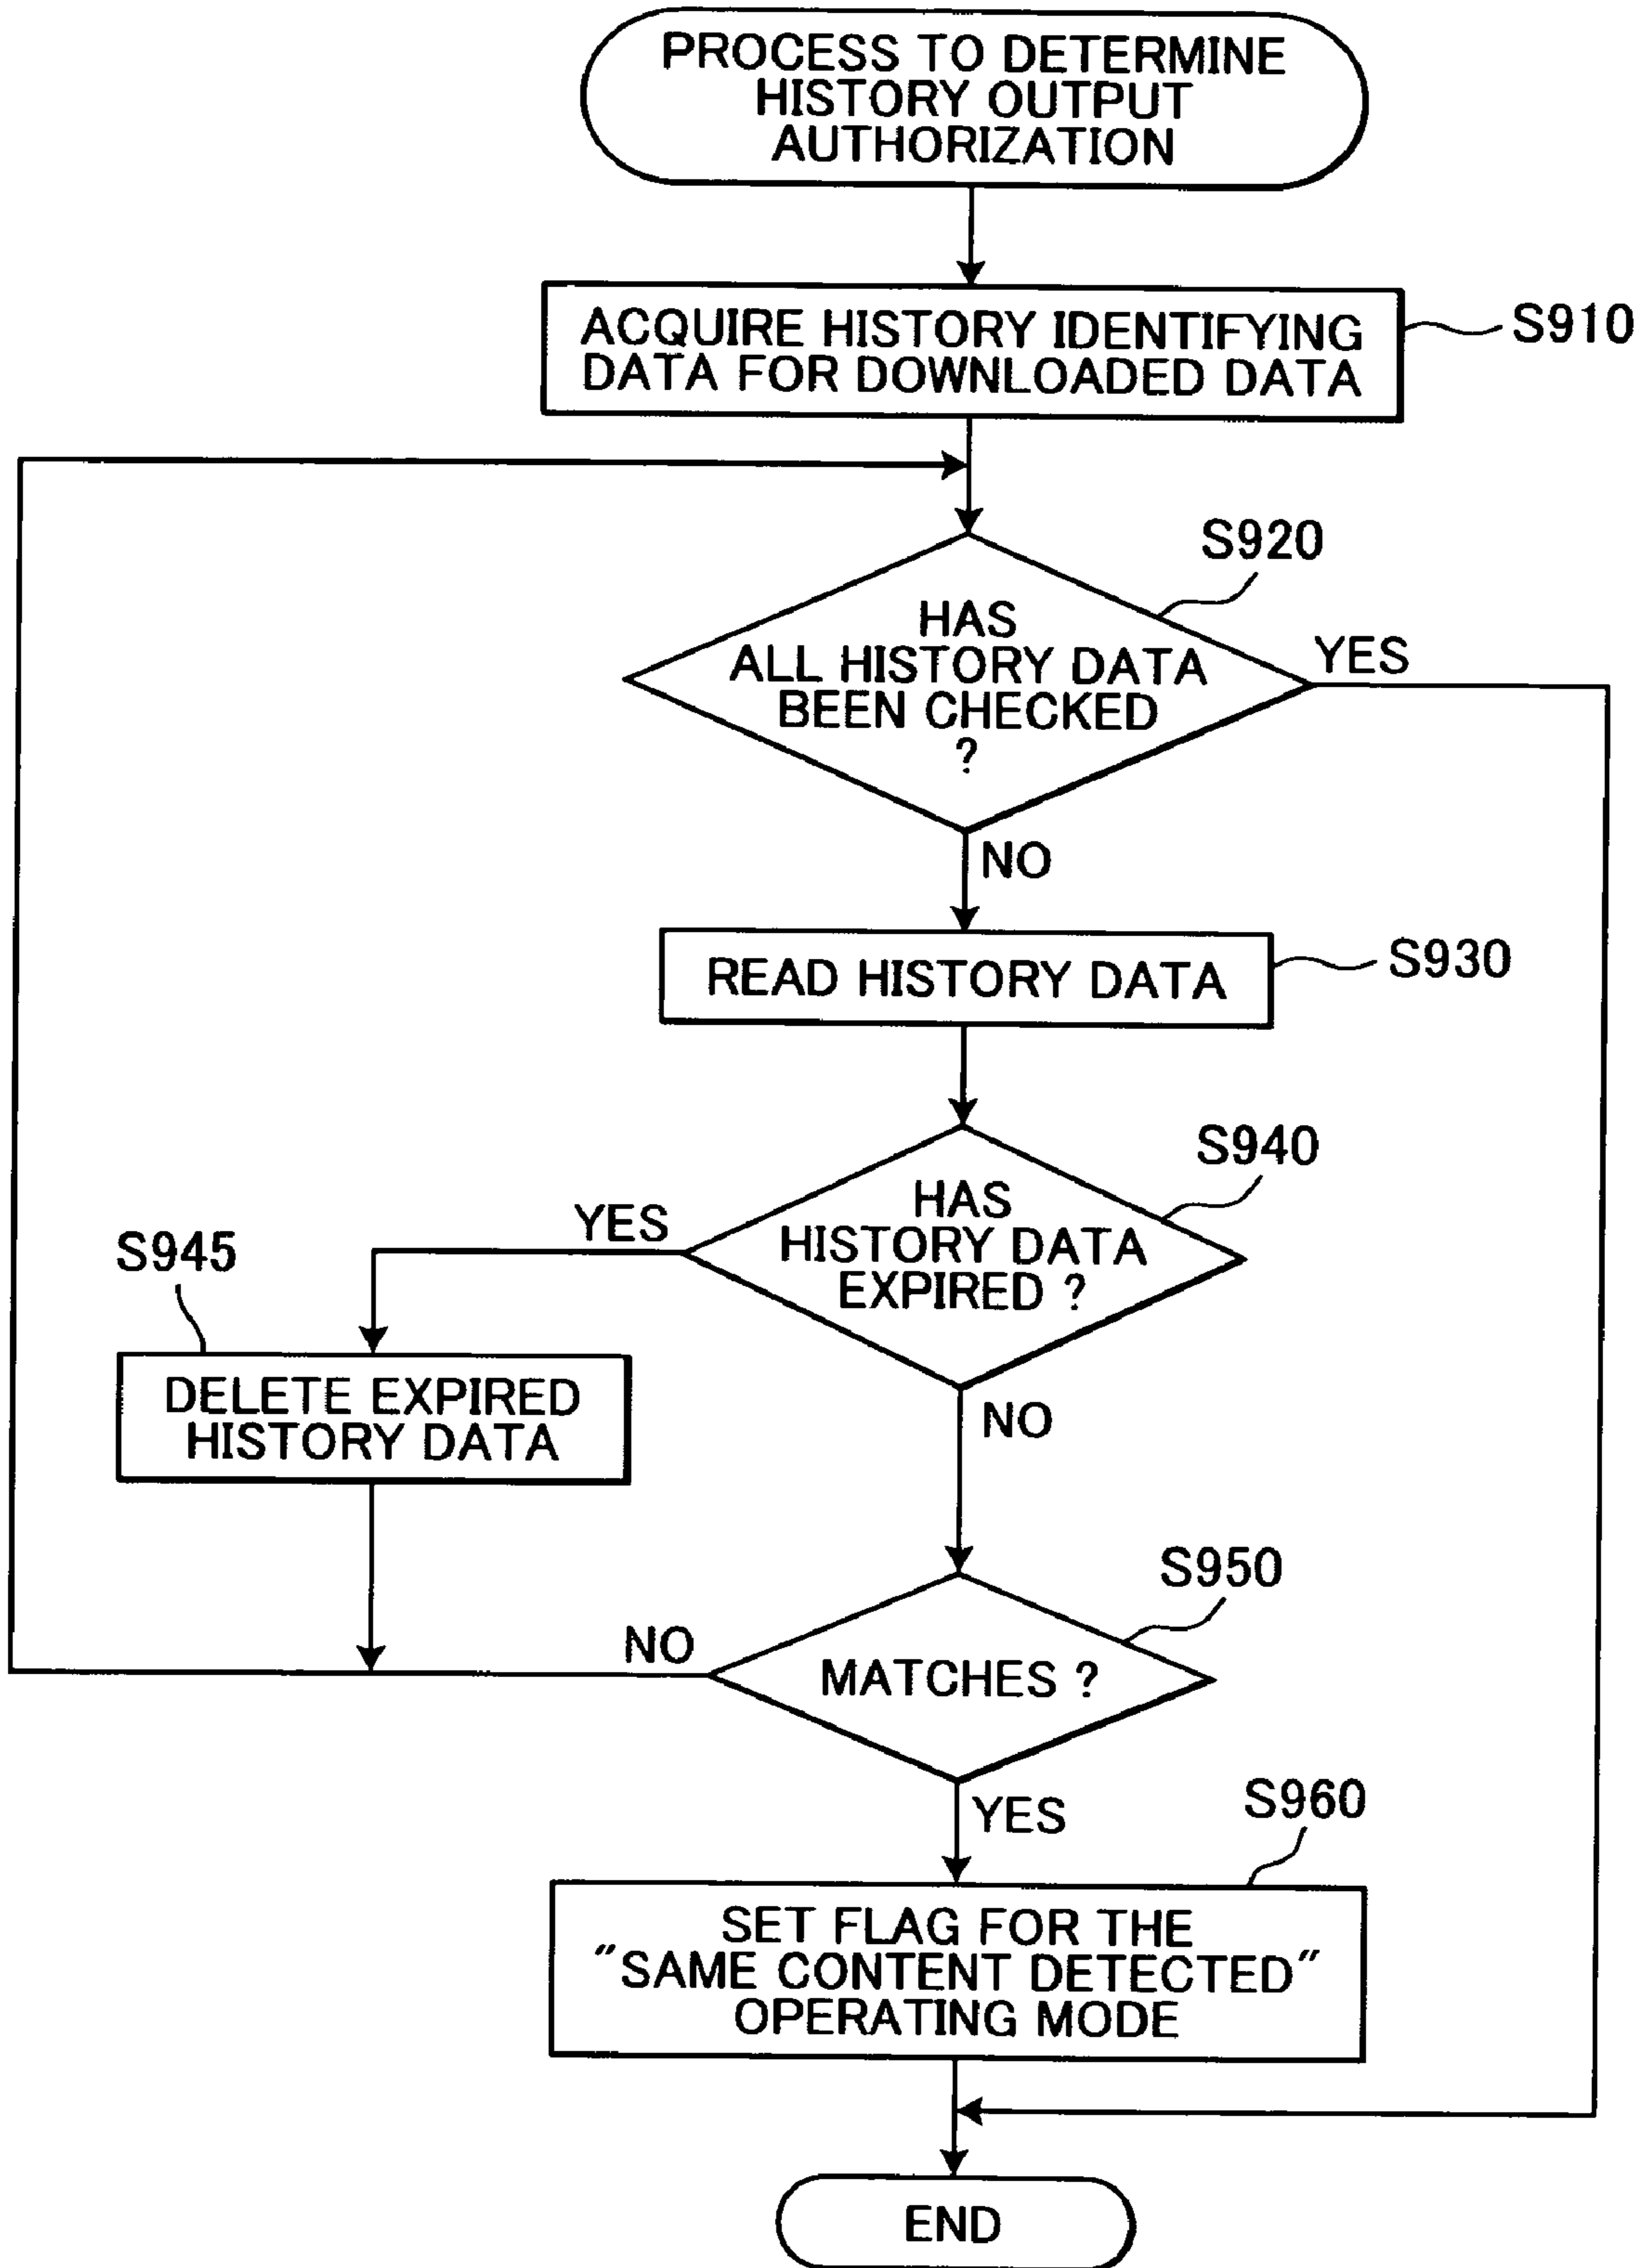 PROCESS TO DETERMINE
HISTORY OUTPUT
AUTHORIZATION
ACQUIRE HISTORY IDENTIFYING
DATA FOR DOWNLOADED DATA
S910
S920
HAS
ALL HISTORY DATA
BEEN CHECKED
?
YES
NO
READ HISTORY DATA
S930
S940
HAS
HISTORY DATA
EXPIRED ?
YES
S945
DELETE EXPIRED
HISTORY DATA
NO
S950
MATCHES ?
NO
YES
S960
SET FLAG FOR THE
"SAME CONTENT DETECTED"
OPERATING MODE
END